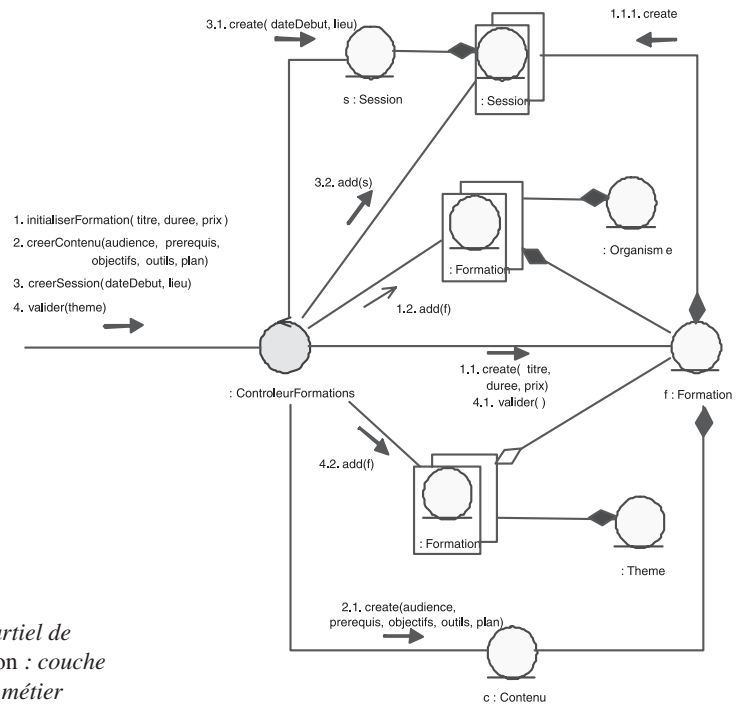 3.1. create( dateDebut, lieu)
1.1.1. create
s : Session
: Session
3.2. add(s)
1. initialiserFormation( titre, duree, prix )
2. creerContenu(audience, prerequis,
objectifs, outils, plan)
3. creerSession(dateDebut, lieu)
4. valider(theme)
: Formation
: Organism e
1.2. add(f)
: ControleurFormations
1.1. create( titre,
duree, prix)
4.1. valider( )
f : Formation
4.2. add(f)
: Formation
: Theme
2.1. create(audience,
prerequis, objectifs, outils, plan)
c : Contenu
rtiel de
on : couche
métier